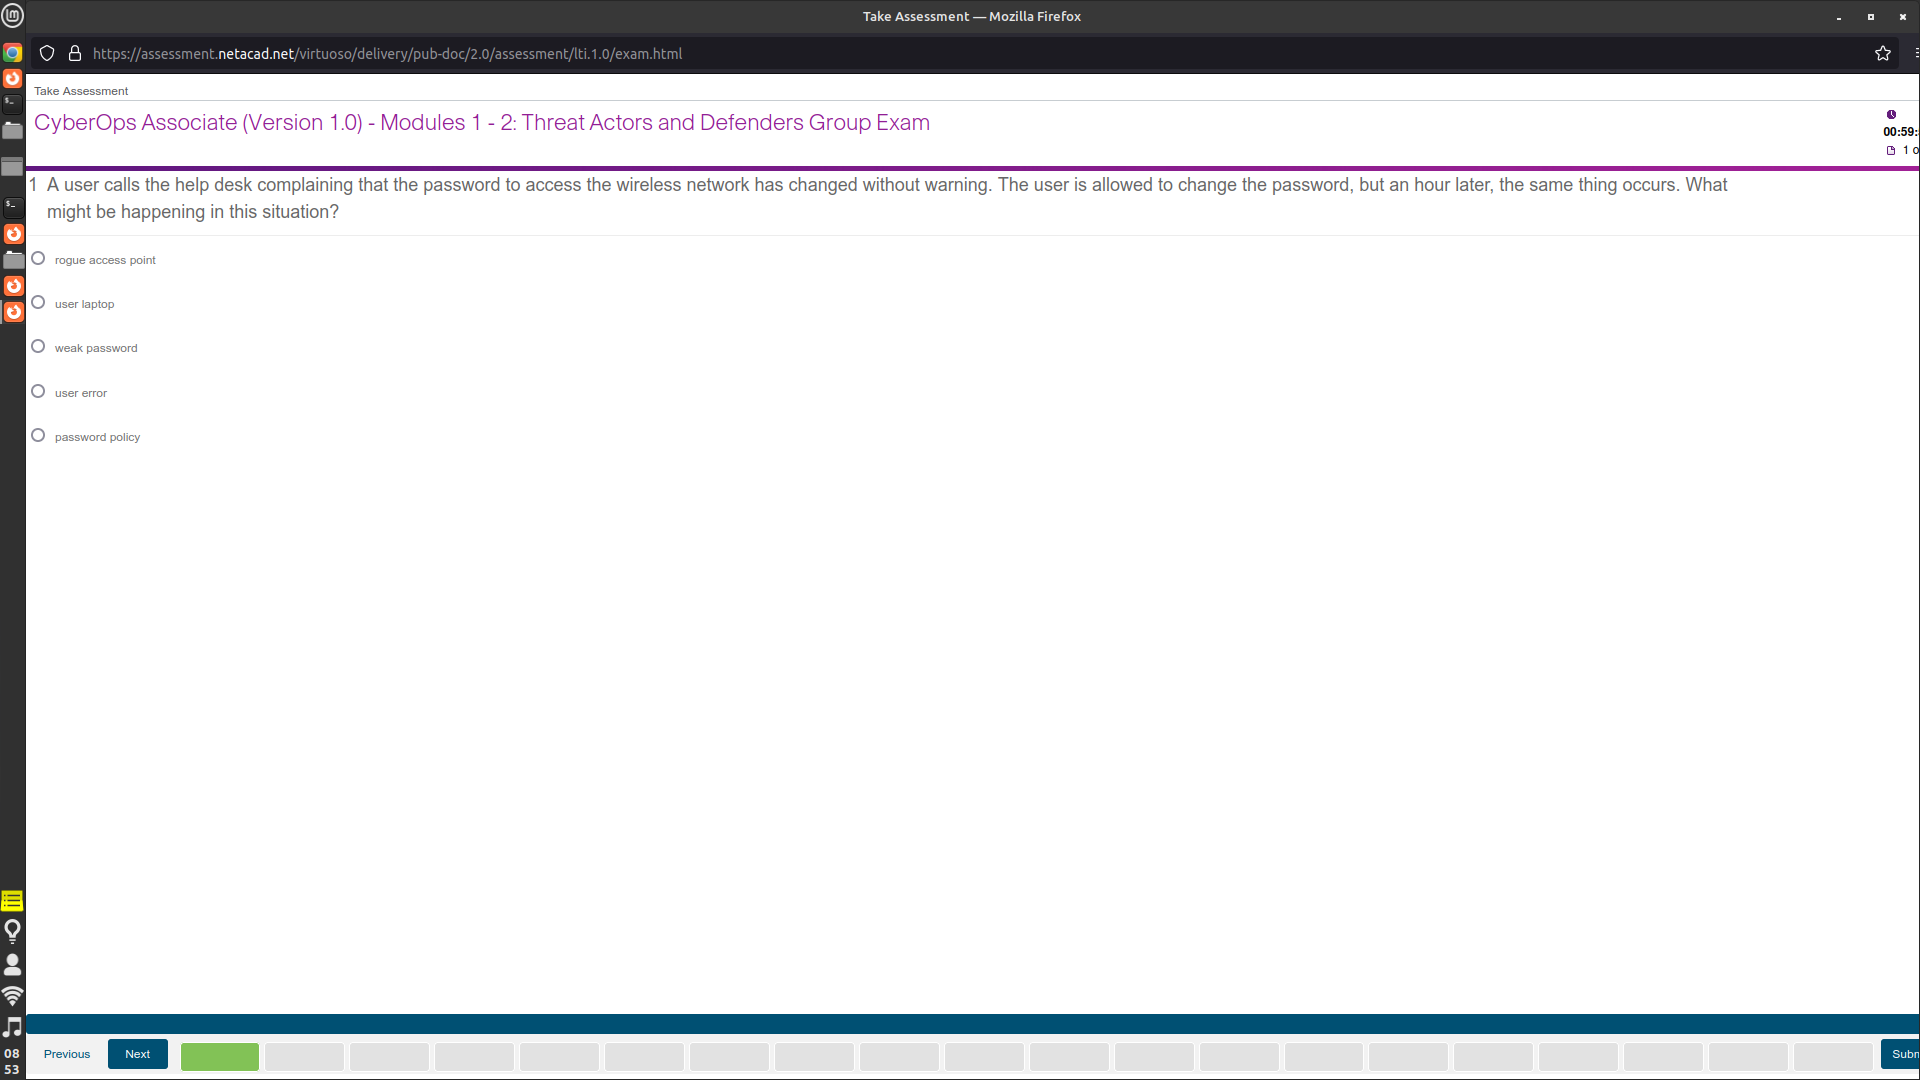 Take Assessment — Mozilla Firefox
https://assessment.netacad.net/virtuoso/delivery/pub-doc/2.0/assessment/lti.1.0/exam.html
Take Assessment
CyberOps Associate (Version 1.0) - Modules 1 - 2: Threat Actors and Defenders Group Exam
00:59:
1 o
1 A user calls the help desk complaining that the password to access the wireless network has changed without warning. The user is allowed to change the password, but an hour later, the same thing occurs. What
might be happening in this situation?
rogue access point
user laptop
weak password
user error
password policy
Previous
Next
Subn
08
53